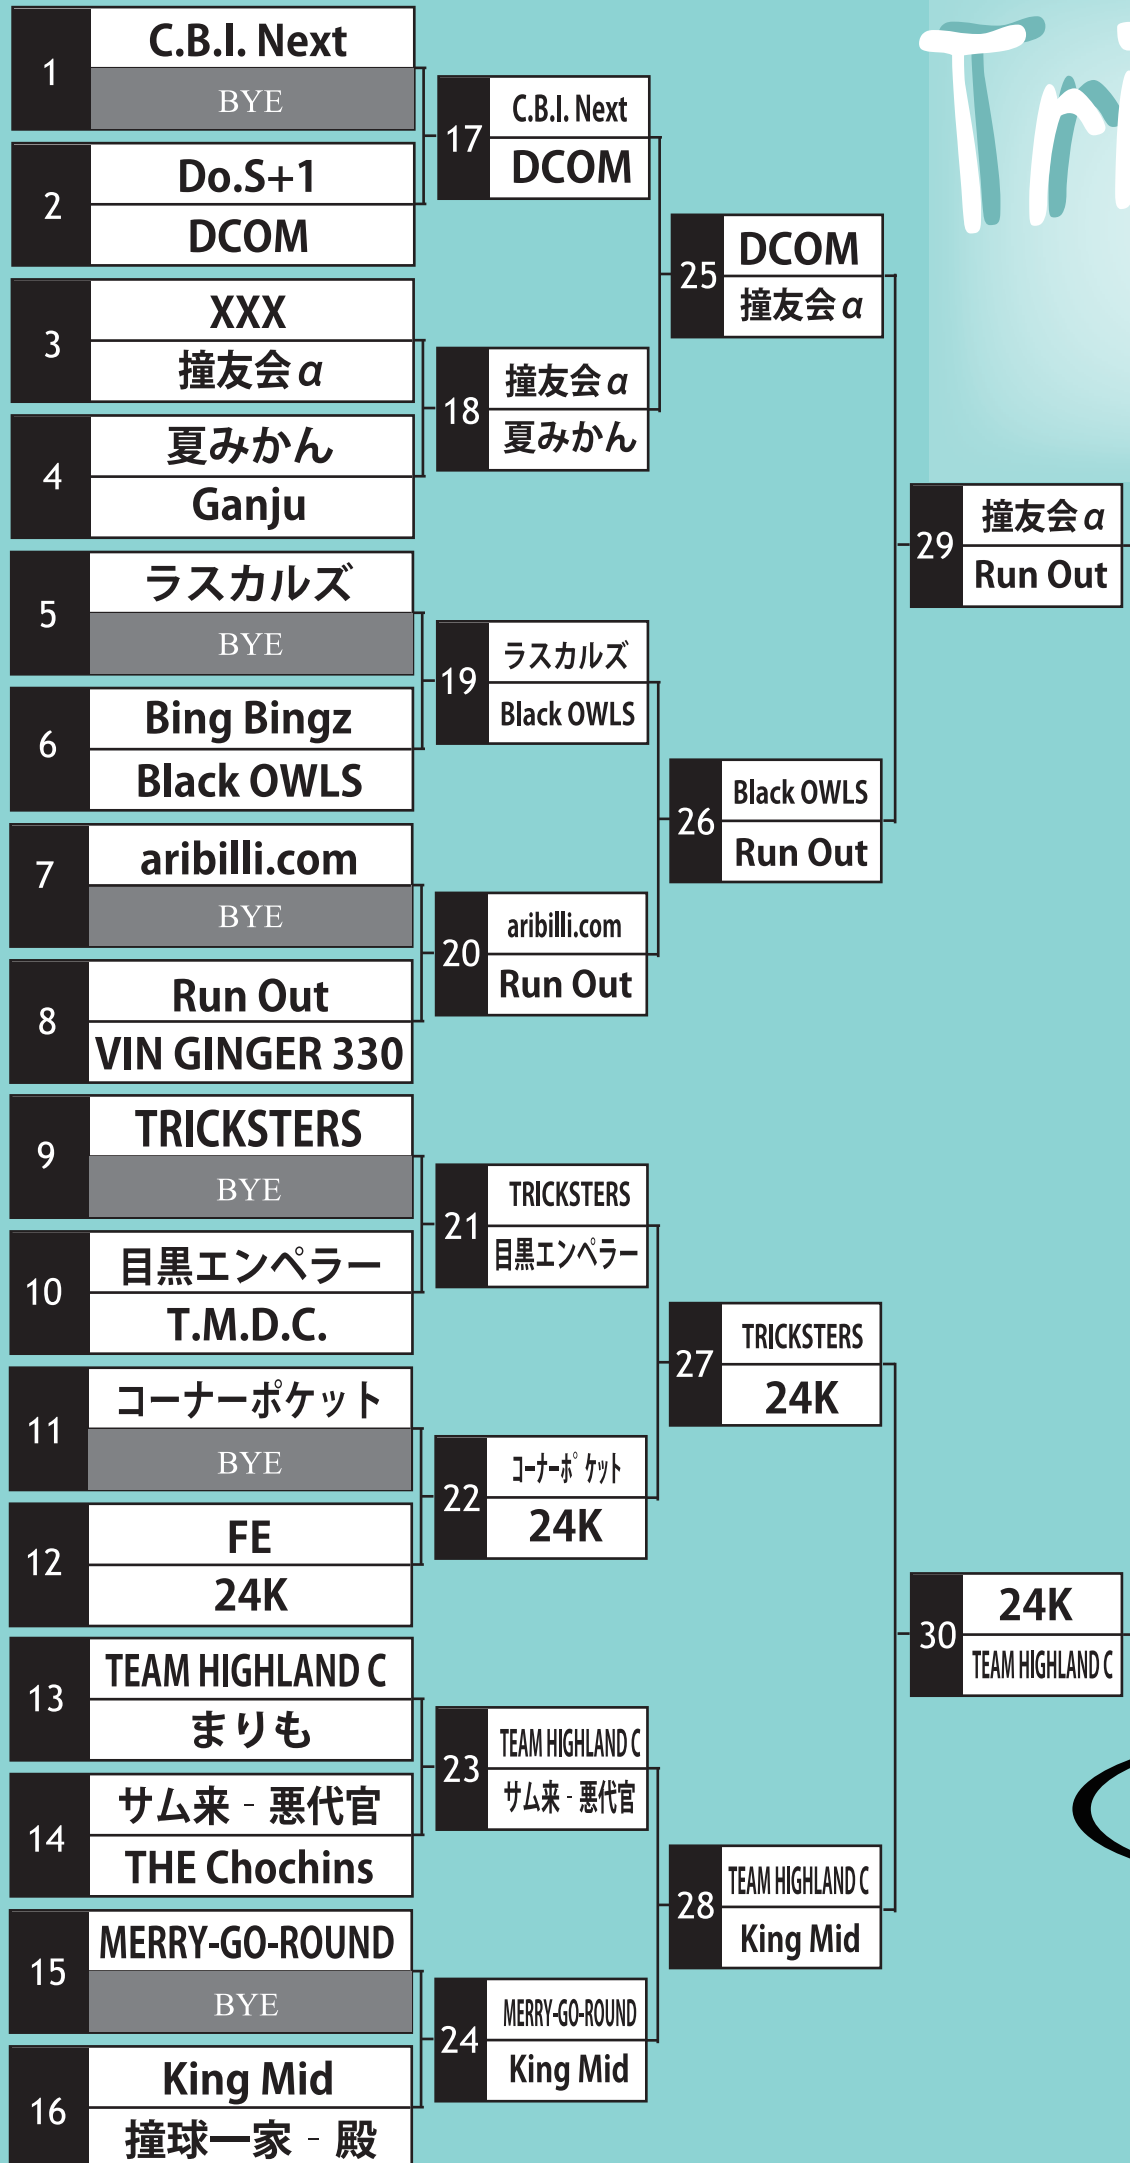 Tri
1
C.B.I. Next
BYE
2
Do.S+1
DCOM
3
XXX
撞友会α
4
夏みかん
Ganju
5
ラスカルズ
BYE
6
Bing Bingz
Black OWLS
7
aribilli.com
BYE
8
Run Out
VIN GINGER 330
9
TRICKSTERS
BYE
10
目黒エンペラー
T.M.D.C.
11
コーナーポケット
BYE
12
FE
24K
13
TEAM HIGHLAND C
まりも
14
サム来 - 悪代官
THE Chochins
15
MERRY-GO-ROUND
BYE
16
King Mid
撞球一家 - 殿
17
C.B.I. Next
DCOM
18
撞友会α
夏みかん
19
ラスカルズ
Black OWLS
20
aribilli.com
Run Out
21
TRICKSTERS
目黒エンペラー
22
コーナーポケット
24K
23
TEAM HIGHLAND C
サム来 - 悪代官
24
MERRY-GO-ROUND
King Mid
25
DCOM
撞友会α
26
Black OWLS
Run Out
27
TRICKSTERS
24K
28
TEAM HIGHLAND C
King Mid
29
撞友会α
Run Out
30
24K
TEAM HIGHLAND C